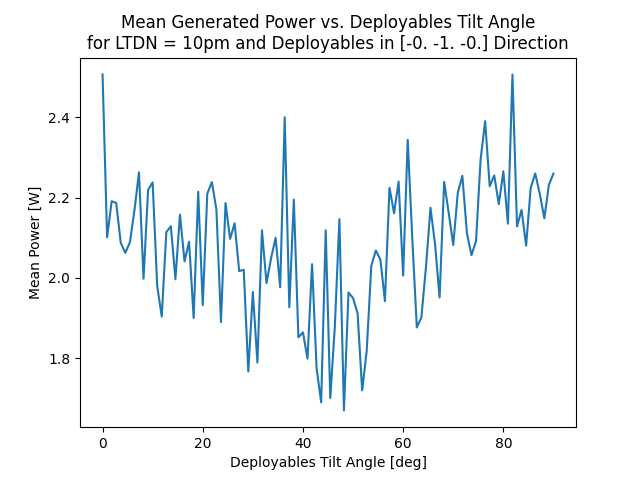 Mean Generated Power vs. Deployables Tilt Angle
for LTDN = 10pm and Deployables in [-0. -1. -0.] Direction
Mean Power [W]
2.4
2.2
2.0
1.8
0 20 40 60 80
Deployables Tilt Angle [deg]